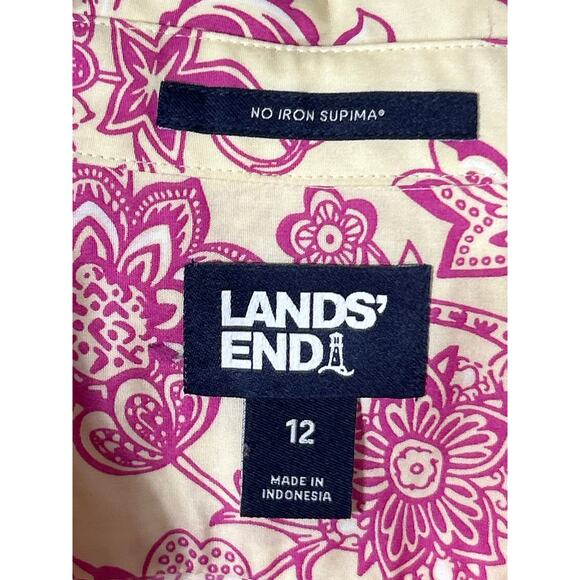 NO IRON SUPIMA®
LANDS'
END
12
MADE IN
INDONESIA